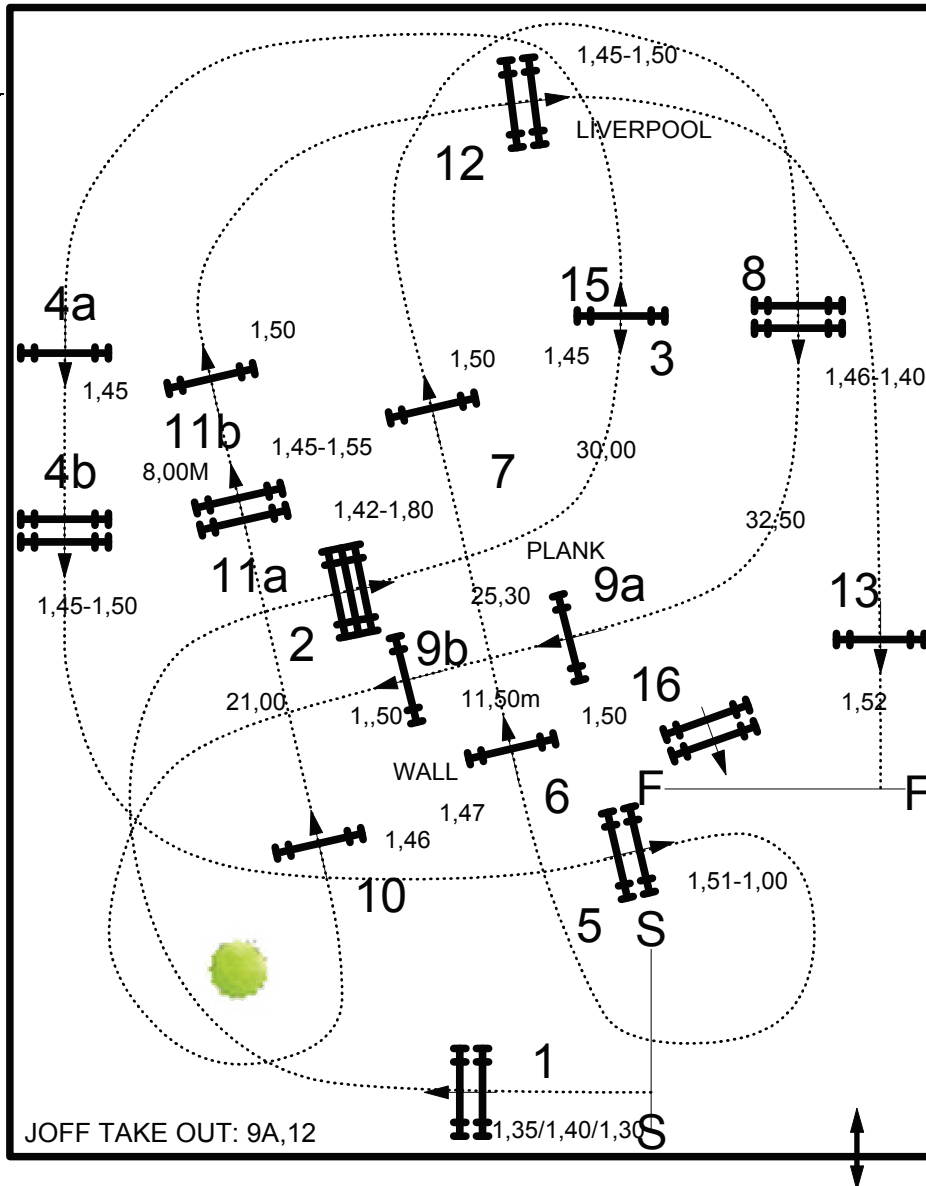 1,45-1,50
LIVERPOOL
12
15
8
4a
1,50
3
1,45
1,50
1,45
1,46-1,40
11b
1,45-1,55
7
30,00
4b
8,00M
1,42-1,80
32,50
PLANK
11a
9a
1,45-1,50
25,30
13
2
9b
16
21,00
1,,50
11,50m
1,50
1,52
WALL
F
F
6
1,47
1,46
1,51-1,00
10
5
S
1
1,35/1,40/1,30
S
JOFF TAKE OUT: 9A,12